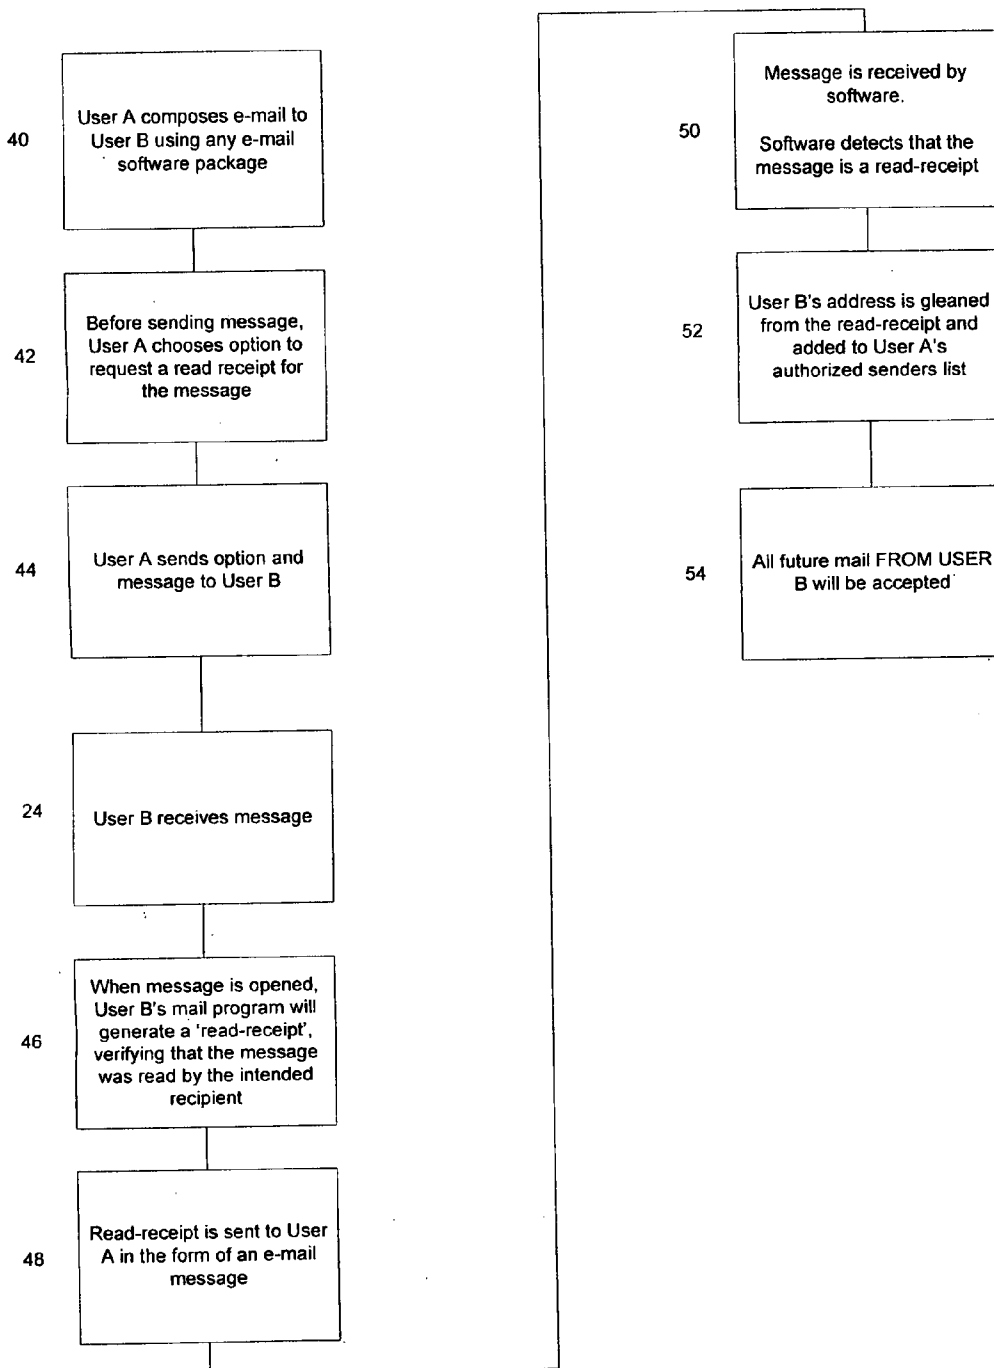 40
User A composes e-mail to
User B using any e-mail
software package
42
Before sending message,
User A chooses option to
request a read receipt for
the message
44
User A sends option and
message to User B
24
User B receives message
46
When message is opened,
User B's mail program will
generate a 'read-receipt',
verifying that the message
was read by the intended
recipient
48
Read-receipt is sent to User
A in the form of an e-mail
message
50
Message is received by
software.
Software detects that the
message is a read-receipt
52
User B's address is gleaned
from the read-receipt and
added to User A's
authorized senders list
54
All future mail FROM USER
B will be accepted